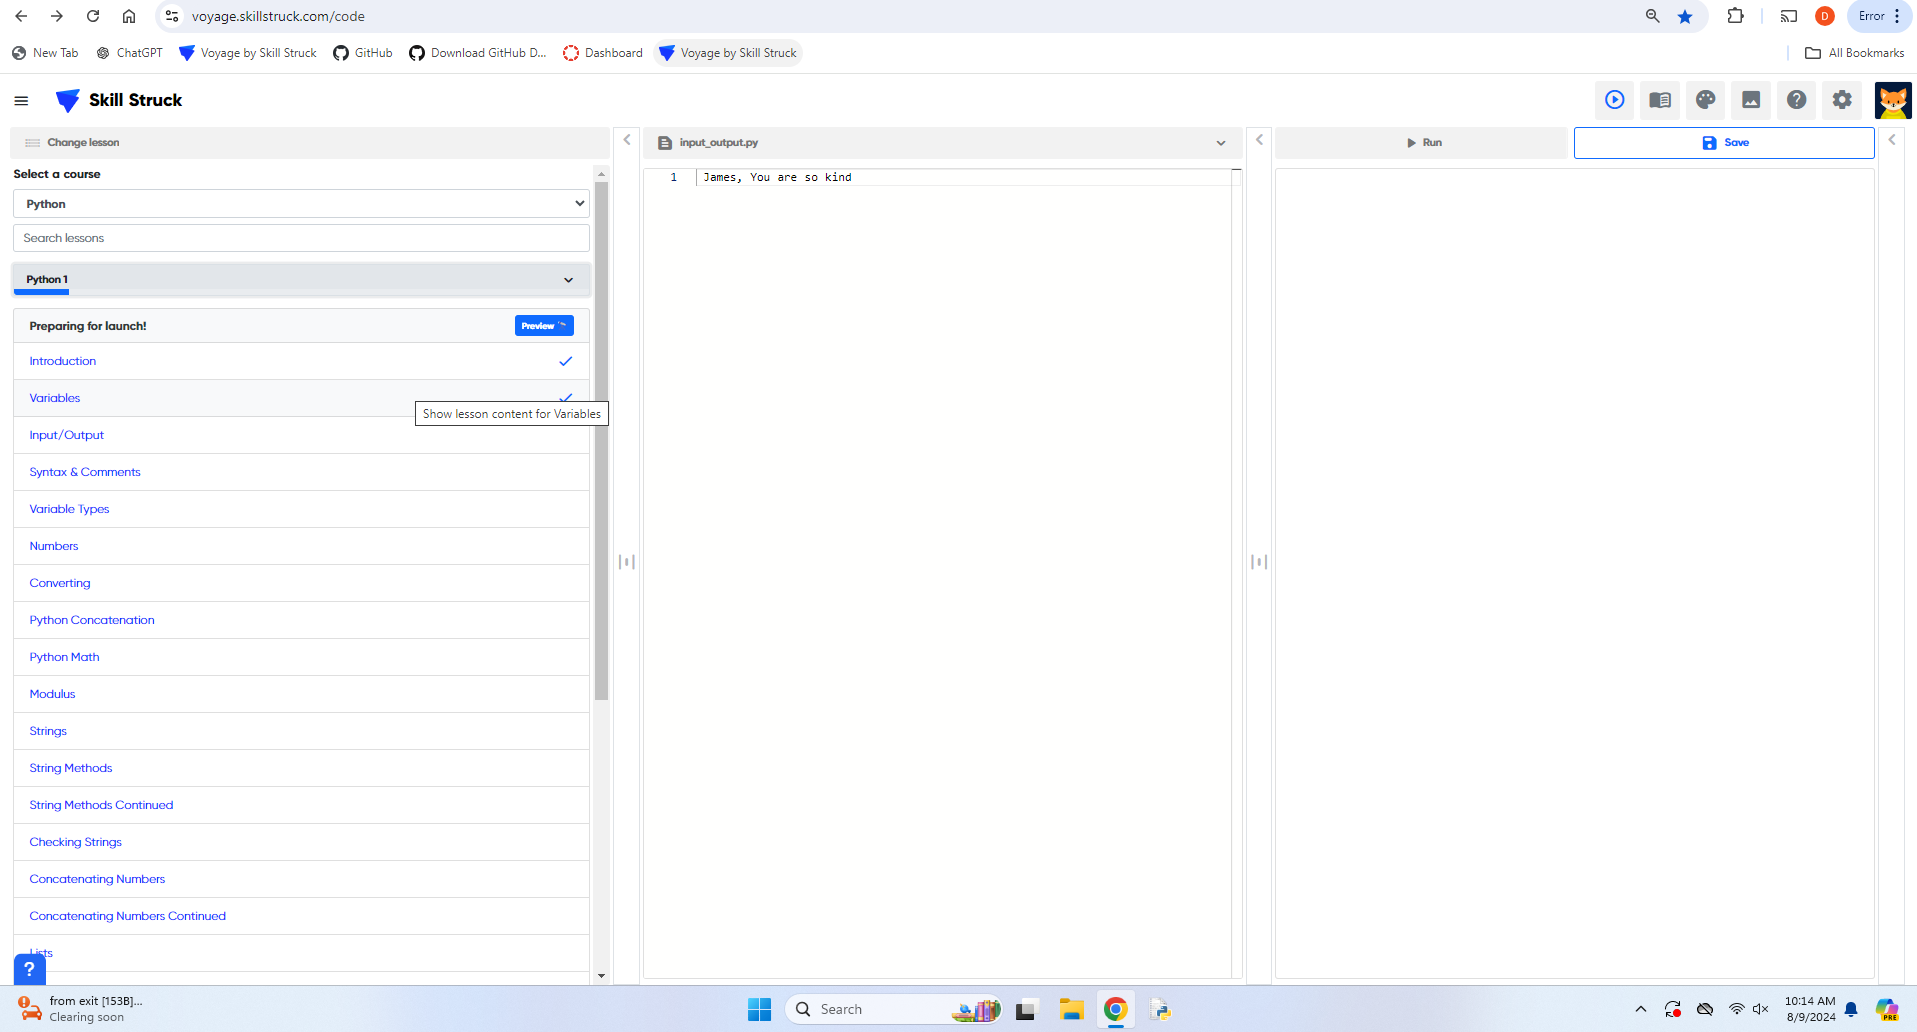 voyage.skillstruck.com/code
D
Error
New Tab
ChatGPT
Voyage by Skill Struck
GitHub
Download GitHub D...
Dashboard
Voyage by Skill Struck
All Bookmarks
Skill Struck
Change lesson
input_output.py
Run
Save
Select a course
Python
Search lessons
Python 1
Preparing for launch!
Preview
Introduction
Variables
Show lesson content for Variables
Input/Output
Syntax & Comments
Variable Types
Numbers
Converting
Python Concatenation
Python Math
Modulus
Strings
String Methods
String Methods Continued
Checking Strings
Concatenating Numbers
Concatenating Numbers Continued
Lists
?
1 James, You are so kind
from exit [153B]...
Clearing soon
Search
10:14 AM
8/9/2024
PRE